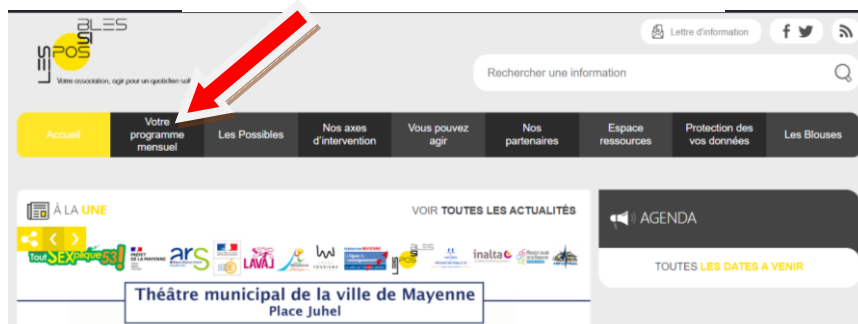 LES POSSIBLES
Votre association, agir pour un quotidien
Lettre d'information
Rechercher une information
Accueil
Votre programme mensuel
Les Possibles
Nos axes d'intervention
Vous pouvez agir
Nos partenaires
Espace ressources
Protection des vos données
Les Blouses
À LA UNE
VOIR TOUTES LES ACTUALITÉS
AGENDA
Tout SEXplique 53!
ars
LAVAL
TOURISME
inalta
TOUTES LES DATES A VENIR
Théâtre municipal de la ville de Mayenne
Place Juhel